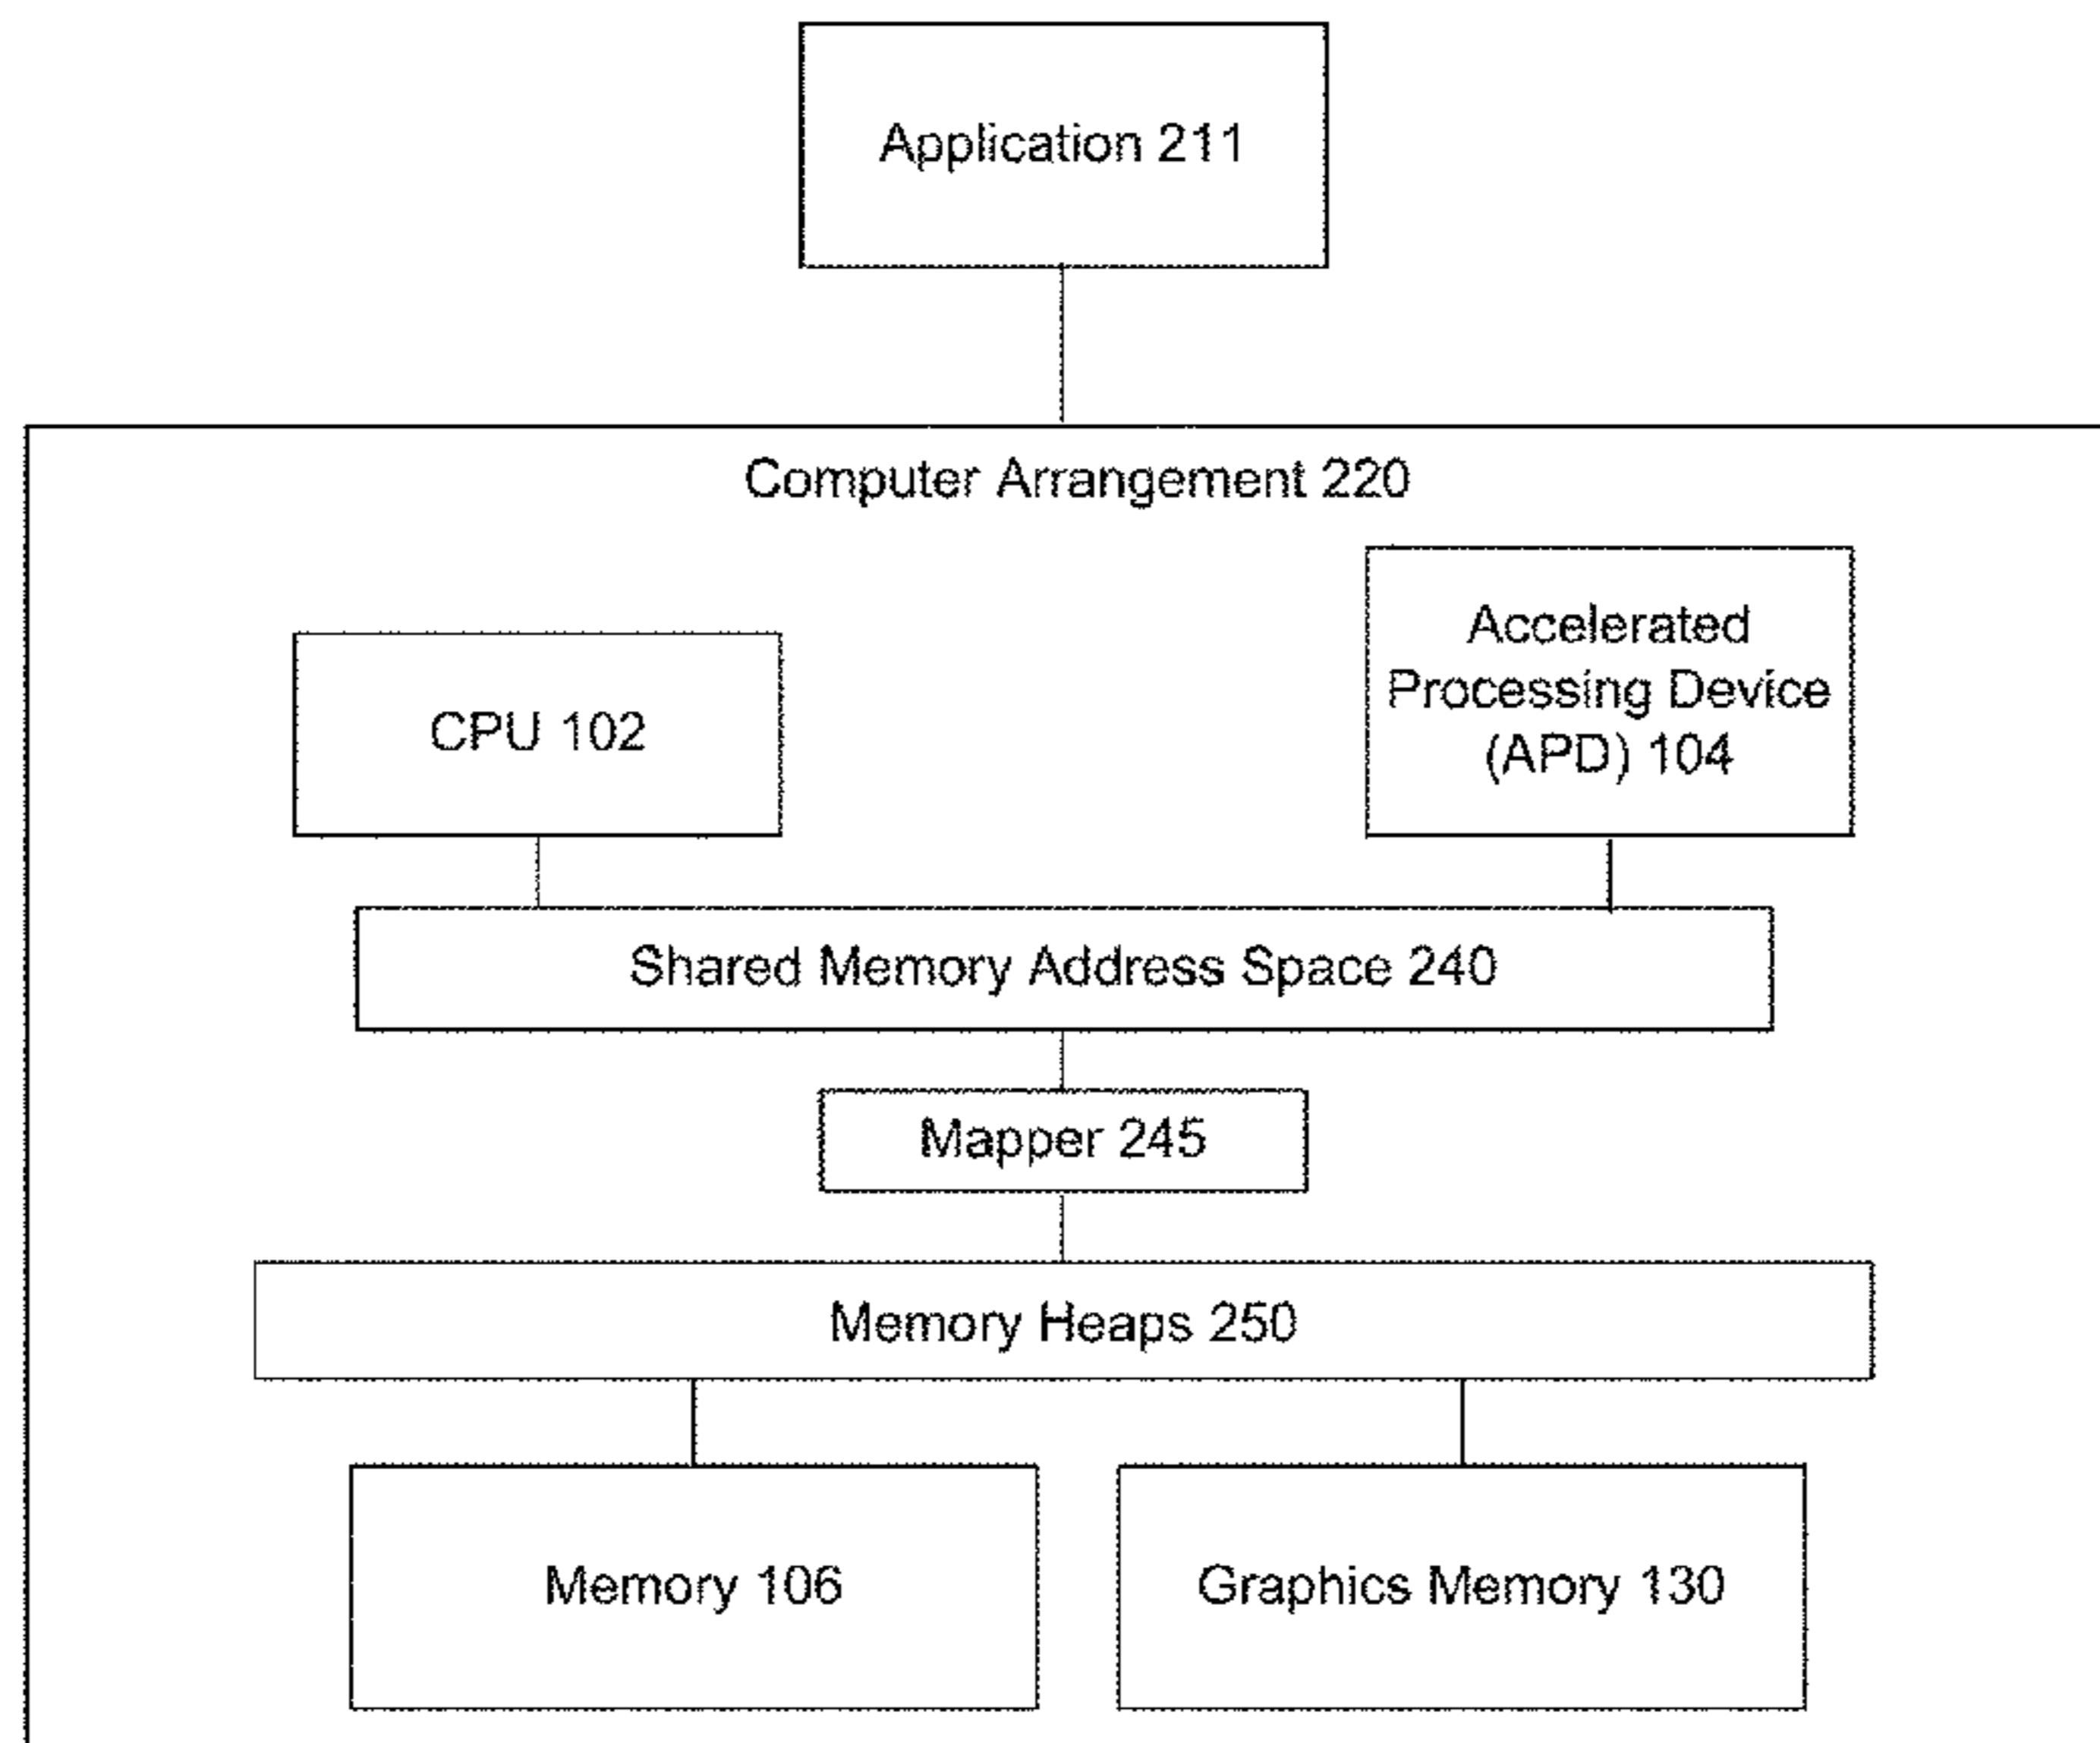 Application 211
Computer Arrangement 220
CPU 102
Accelerated
Processing Device
(APD) 104
Shared Memory Address Space 240
Mapper 245
Memory Heaps 250
Memory 106
Graphics Memory 130